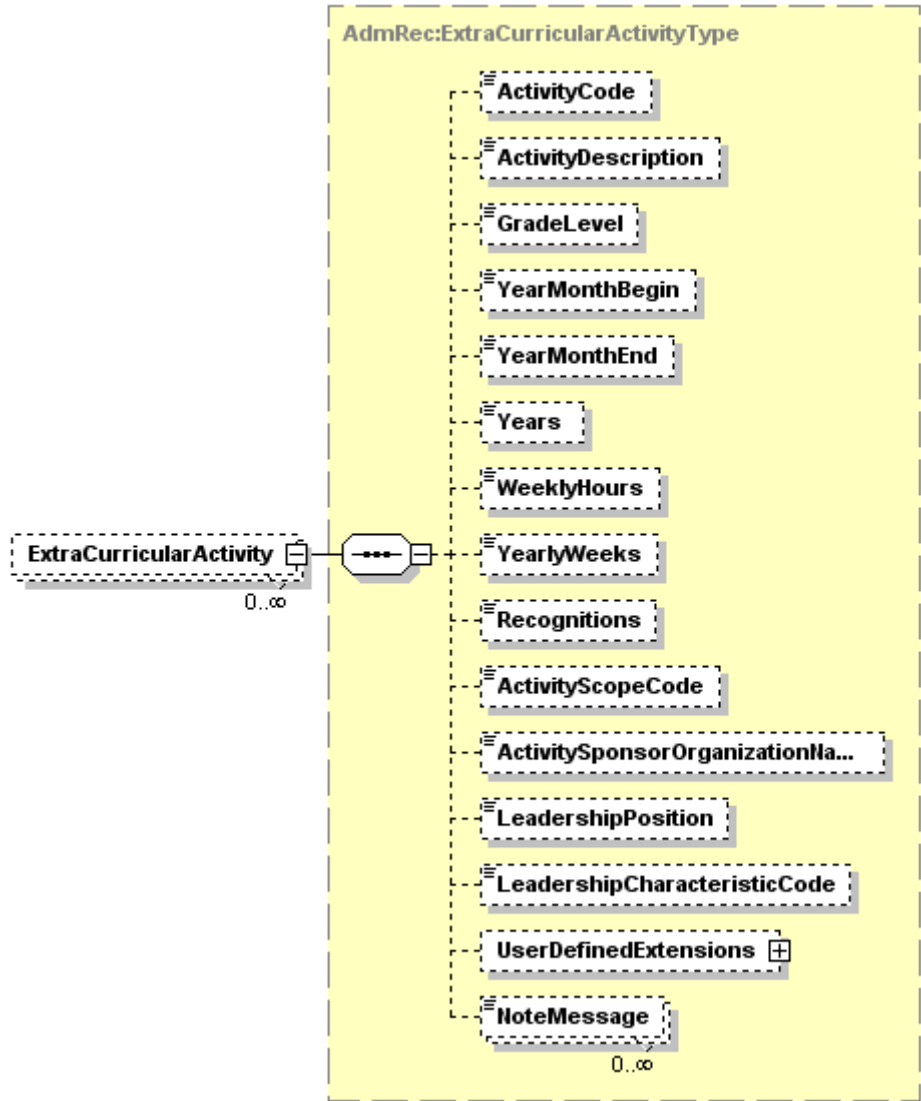 AdmRec:ExtraCurricularActivityType
ActivityCode
ActivityDescription
GradeLevel
YearMonthBegin
YearMonthEnd
Years
WeeklyHours
ExtraCurricularActivity
YearlyWeeks
0..∞
Recognitions
ActivityScopeCode
ActivitySponsorOrganizationNa...
LeadershipPosition
LeadershipCharacteristicCode
UserDefinedExtensions
NoteMessage
0..∞